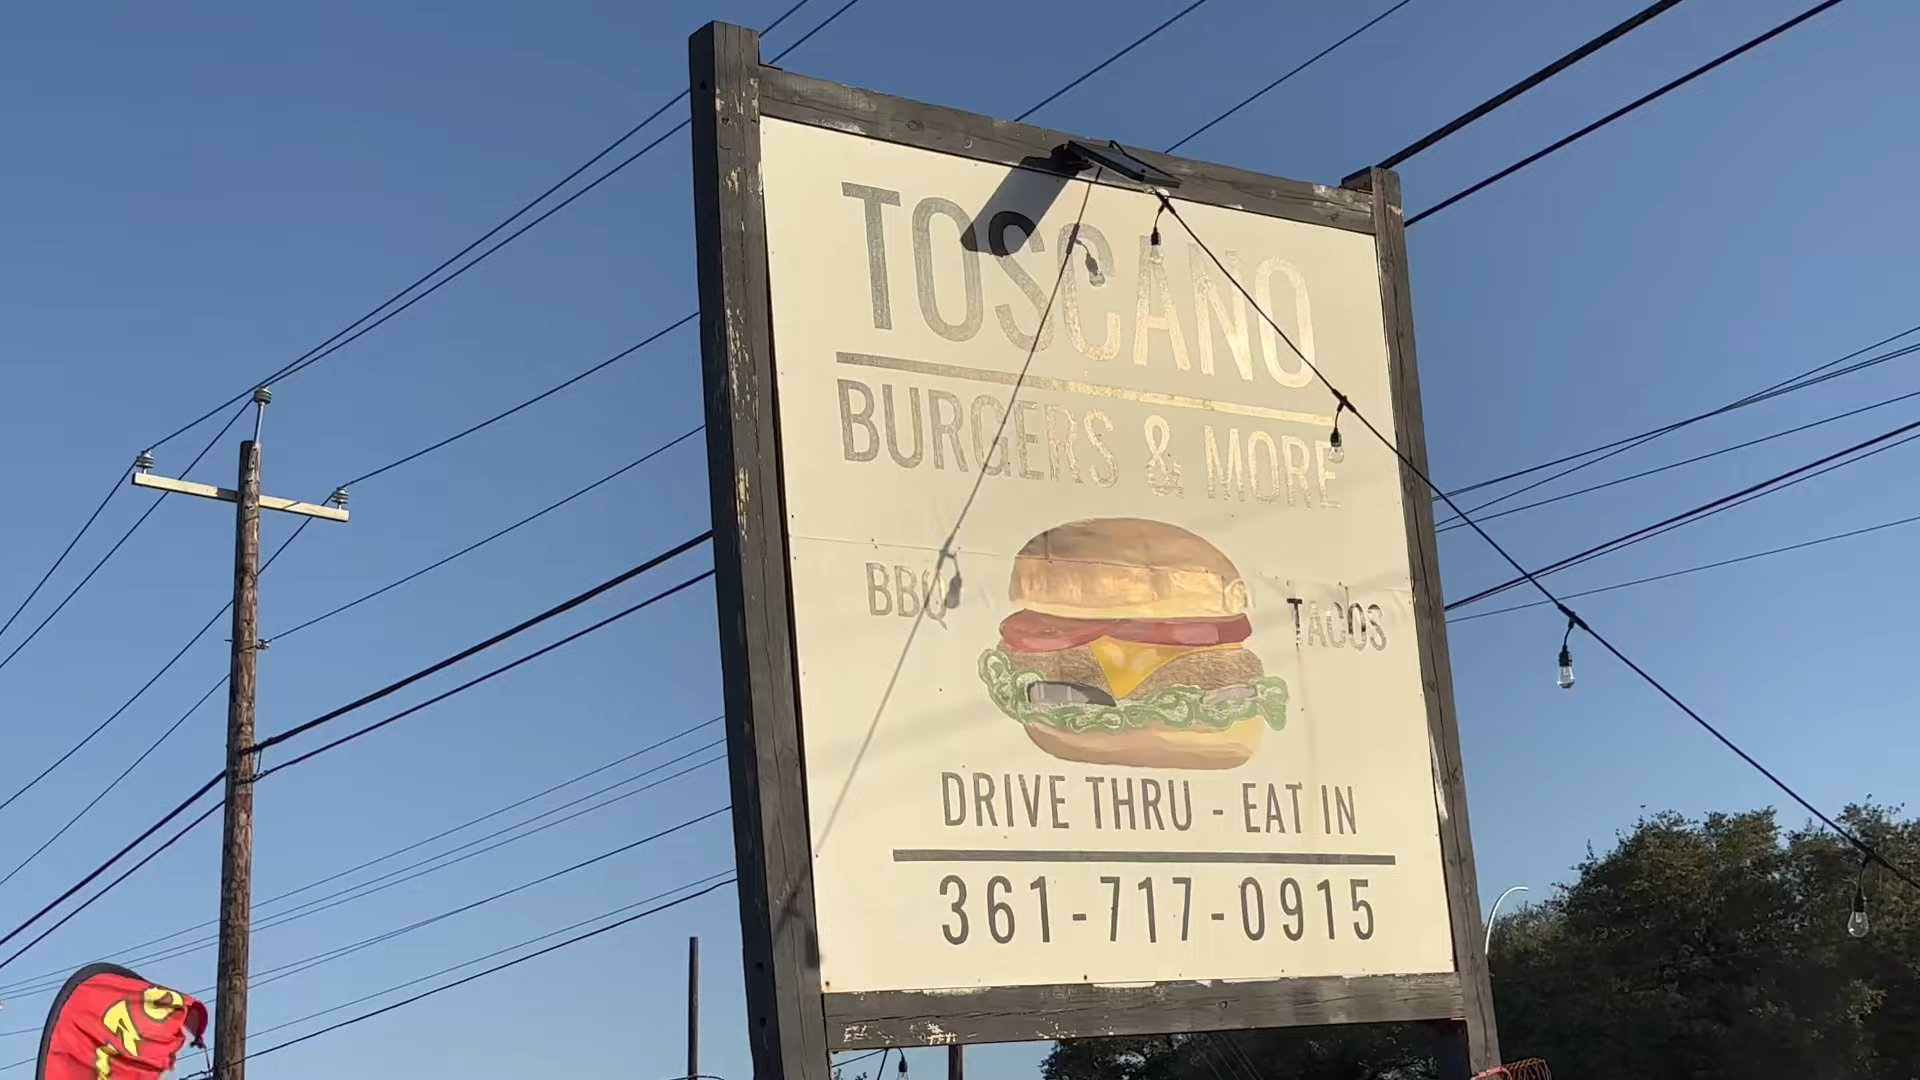 TOSCANO
BURGERS & MORE
BBQ
TACOS
DRIVE THRU - EAT IN
361-717-0915